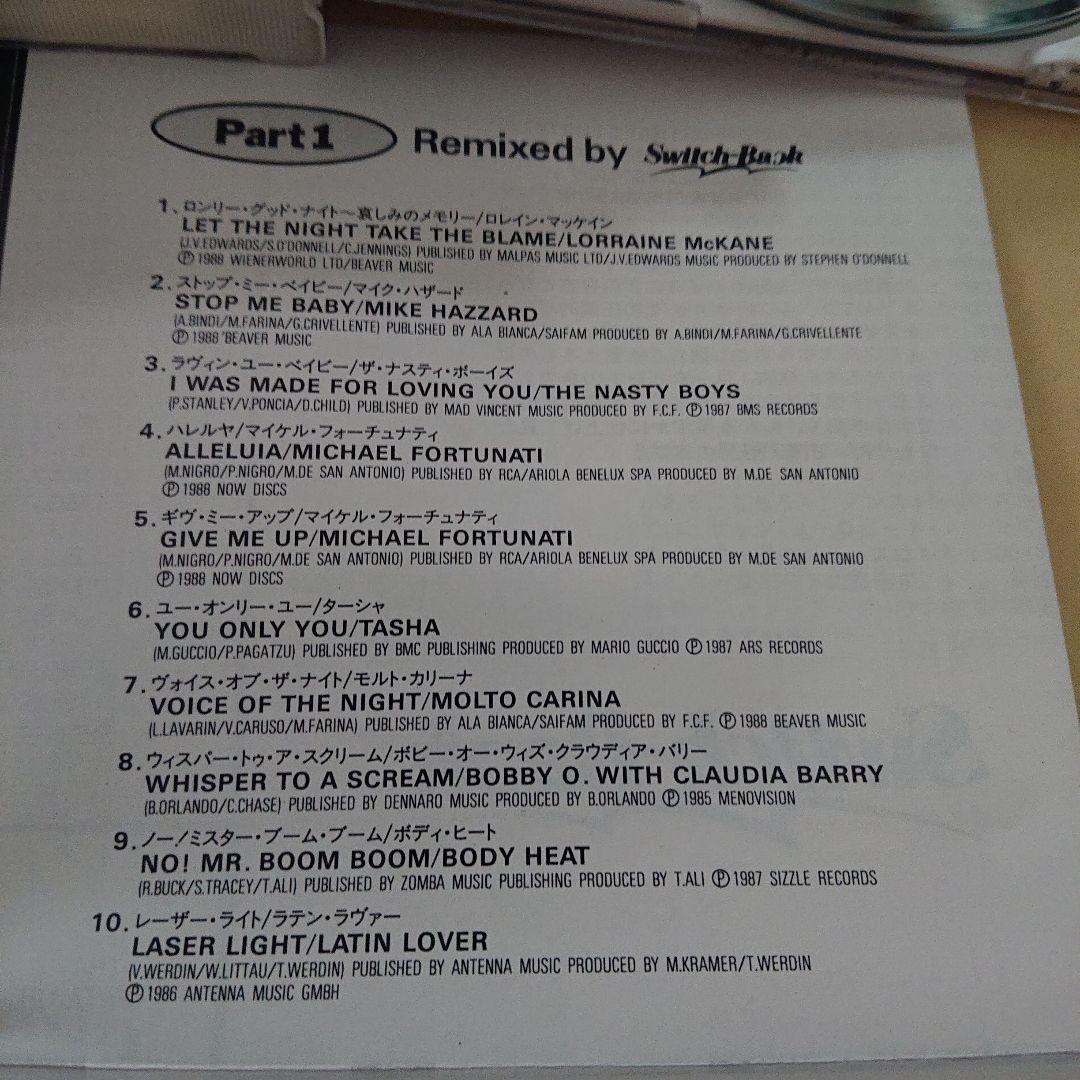 Part 1 Remixed by Switch-Back
1、ロンリー・グッド・ナイト〜哀しみのメモリー/ロレイン・マッケイン
LET THE NIGHT TAKE THE BLAME/LORRAINE McKANE
(J.V.EDWARDS/S.O'DONNELL/C.JENNINGS) PUBLISHED BY MALPAS MUSIC LTD/J.V.EDWARDS MUSIC PRODUCED BY STEPHEN O'DONNELL
Ⓟ1988 WIENERWORLD LTD/BEAVER MUSIC
2、ストップ・ミー・ベイビー/マイク・ハザード
STOP ME BABY/MIKE HAZZARD
(A.BINDI/M.FARINA/G.CRIVELLENTE) PUBLISHED BY ALA BIANCA/SAIFAM PRODUCED BY A.BINDI/M.FARINA/G.CRIVELLENTE
Ⓟ1988 'BEAVER MUSIC
3. ラヴィン・ユー・ベイビー/ザ・ナスティ・ボーイズ
I WAS MADE FOR LOVING YOU/THE NASTY BOYS
(P.STANLEY/V.PONCIA/D.CHILD) PUBLISHED BY MAD VINCENT MUSIC PRODUCED BY F.C.F. Ⓟ1987 BMS RECORDS
4. ハレルヤ/マイケル・フォーチュナティ
ALLELUIA/MICHAEL FORTUNATI
(M.NIGRO/P.NIGRO/M.DE SAN ANTONIO) PUBLISHED BY RCA/ARIOLA BENELUX SPA PRODUCED BY M.DE SAN ANTONIO
Ⓟ1988 NOW DISCS
5. ギヴ・ミー・アップ/マイケル・フォーチュナティ
GIVE ME UP/MICHAEL FORTUNATI
(M.NIGRO/P.NIGRO/M.DE SAN ANTONIO) PUBLISHED BY RCA/ARIOLA BENELUX SPA PRODUCED BY M.DE SAN ANTONIO
Ⓟ1988 NOW DISCS
6. ユー・オンリー・ユー/ターシャ
YOU ONLY YOU/TASHA
(M.GUCCIO/P.PAGATZU) PUBLISHED BY BMC PUBLISHING PRODUCED BY MARIO GUCCIO Ⓟ1987 ARS RECORDS
7. ヴォイス・オブ・ザ・ナイト/モルト・カリーナ
VOICE OF THE NIGHT/MOLTO CARINA
(L.LAVARIN/V.CARUSO/M.FARINA) PUBLISHED BY ALA BIANCA/SAIFAM PRODUCED BY F.C.F. Ⓟ1988 BEAVER MUSIC
8. ウィスパー・トゥ・ア・スクリーム/ボビー・オー・ウィズ・クラウディア・バリー
WHISPER TO A SCREAM/BOBBY O. WITH CLAUDIA BARRY
(B.ORLANDO/C.CHASE) PUBLISHED BY DENNARO MUSIC PRODUCED BY B.ORLANDO Ⓟ1985 MENOVISION
9. ノー!ミスター・ブーム・ブーム/ボディ・ヒート
NO! MR. BOOM BOOM/BODY HEAT
(R.BUCK/S.TRACEY/T.ALI) PUBLISHED BY ZOMBA MUSIC PUBLISHING PRODUCED BY T.ALI Ⓟ1987 SIZZLE RECORDS
10. レーザー・ライト/ラテン・ラヴァー
LASER LIGHT/LATIN LOVER
(V.WERDIN/W.LITTAU/T.WERDIN) PUBLISHED BY ANTENNA MUSIC PRODUCED BY M.KRAMER/T.WERDIN
Ⓟ1986 ANTENNA MUSIC GMBH